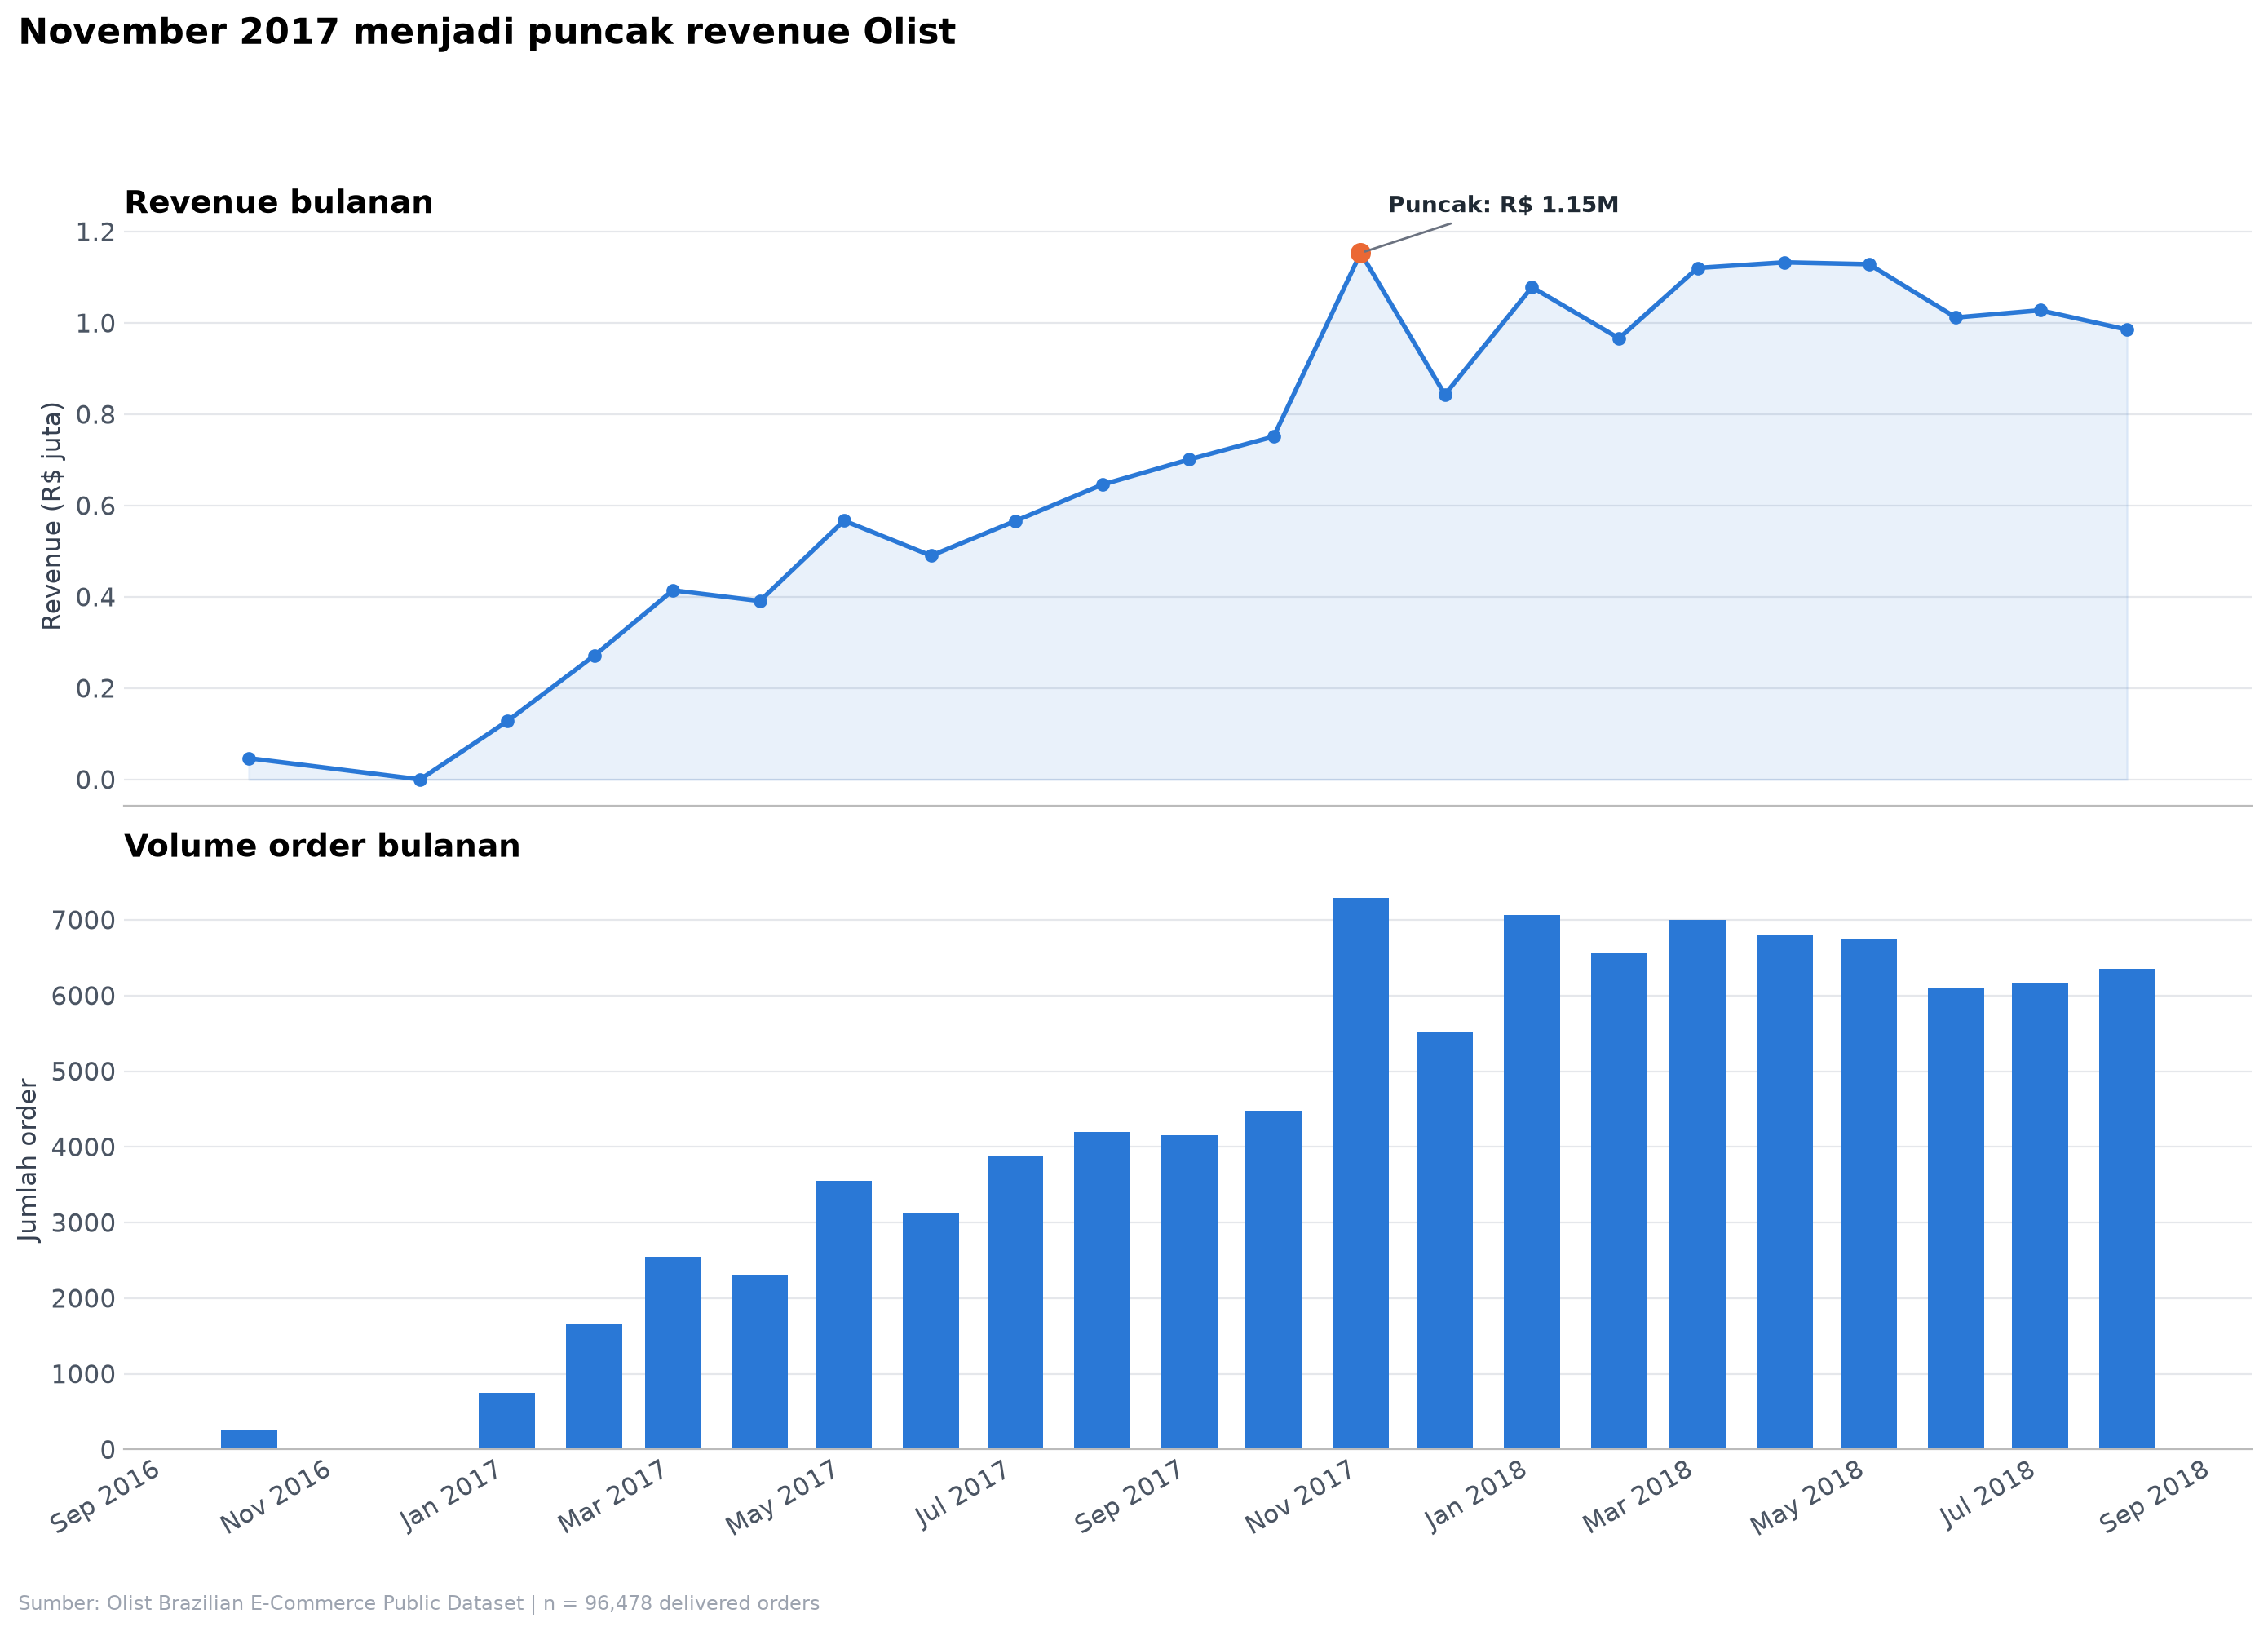 November 2017 menjadi puncak revenue Olist
Revenue bulanan
Puncak: R$ 1.15M
1.2
1.0
0.8
0.6
0.4
0.2
0.0
Revenue (R$ juta)
Volume order bulanan
7000
6000
5000
4000
3000
2000
1000
0
Jumlah order
Sep 2016
Nov 2016
Jan 2017
Mar 2017
May 2017
Jul 2017
Sep 2017
Nov 2017
Jan 2018
Mar 2018
May 2018
Jul 2018
Sep 2018
Sumber: Olist Brazilian E-Commerce Public Dataset | n = 96,478 delivered orders